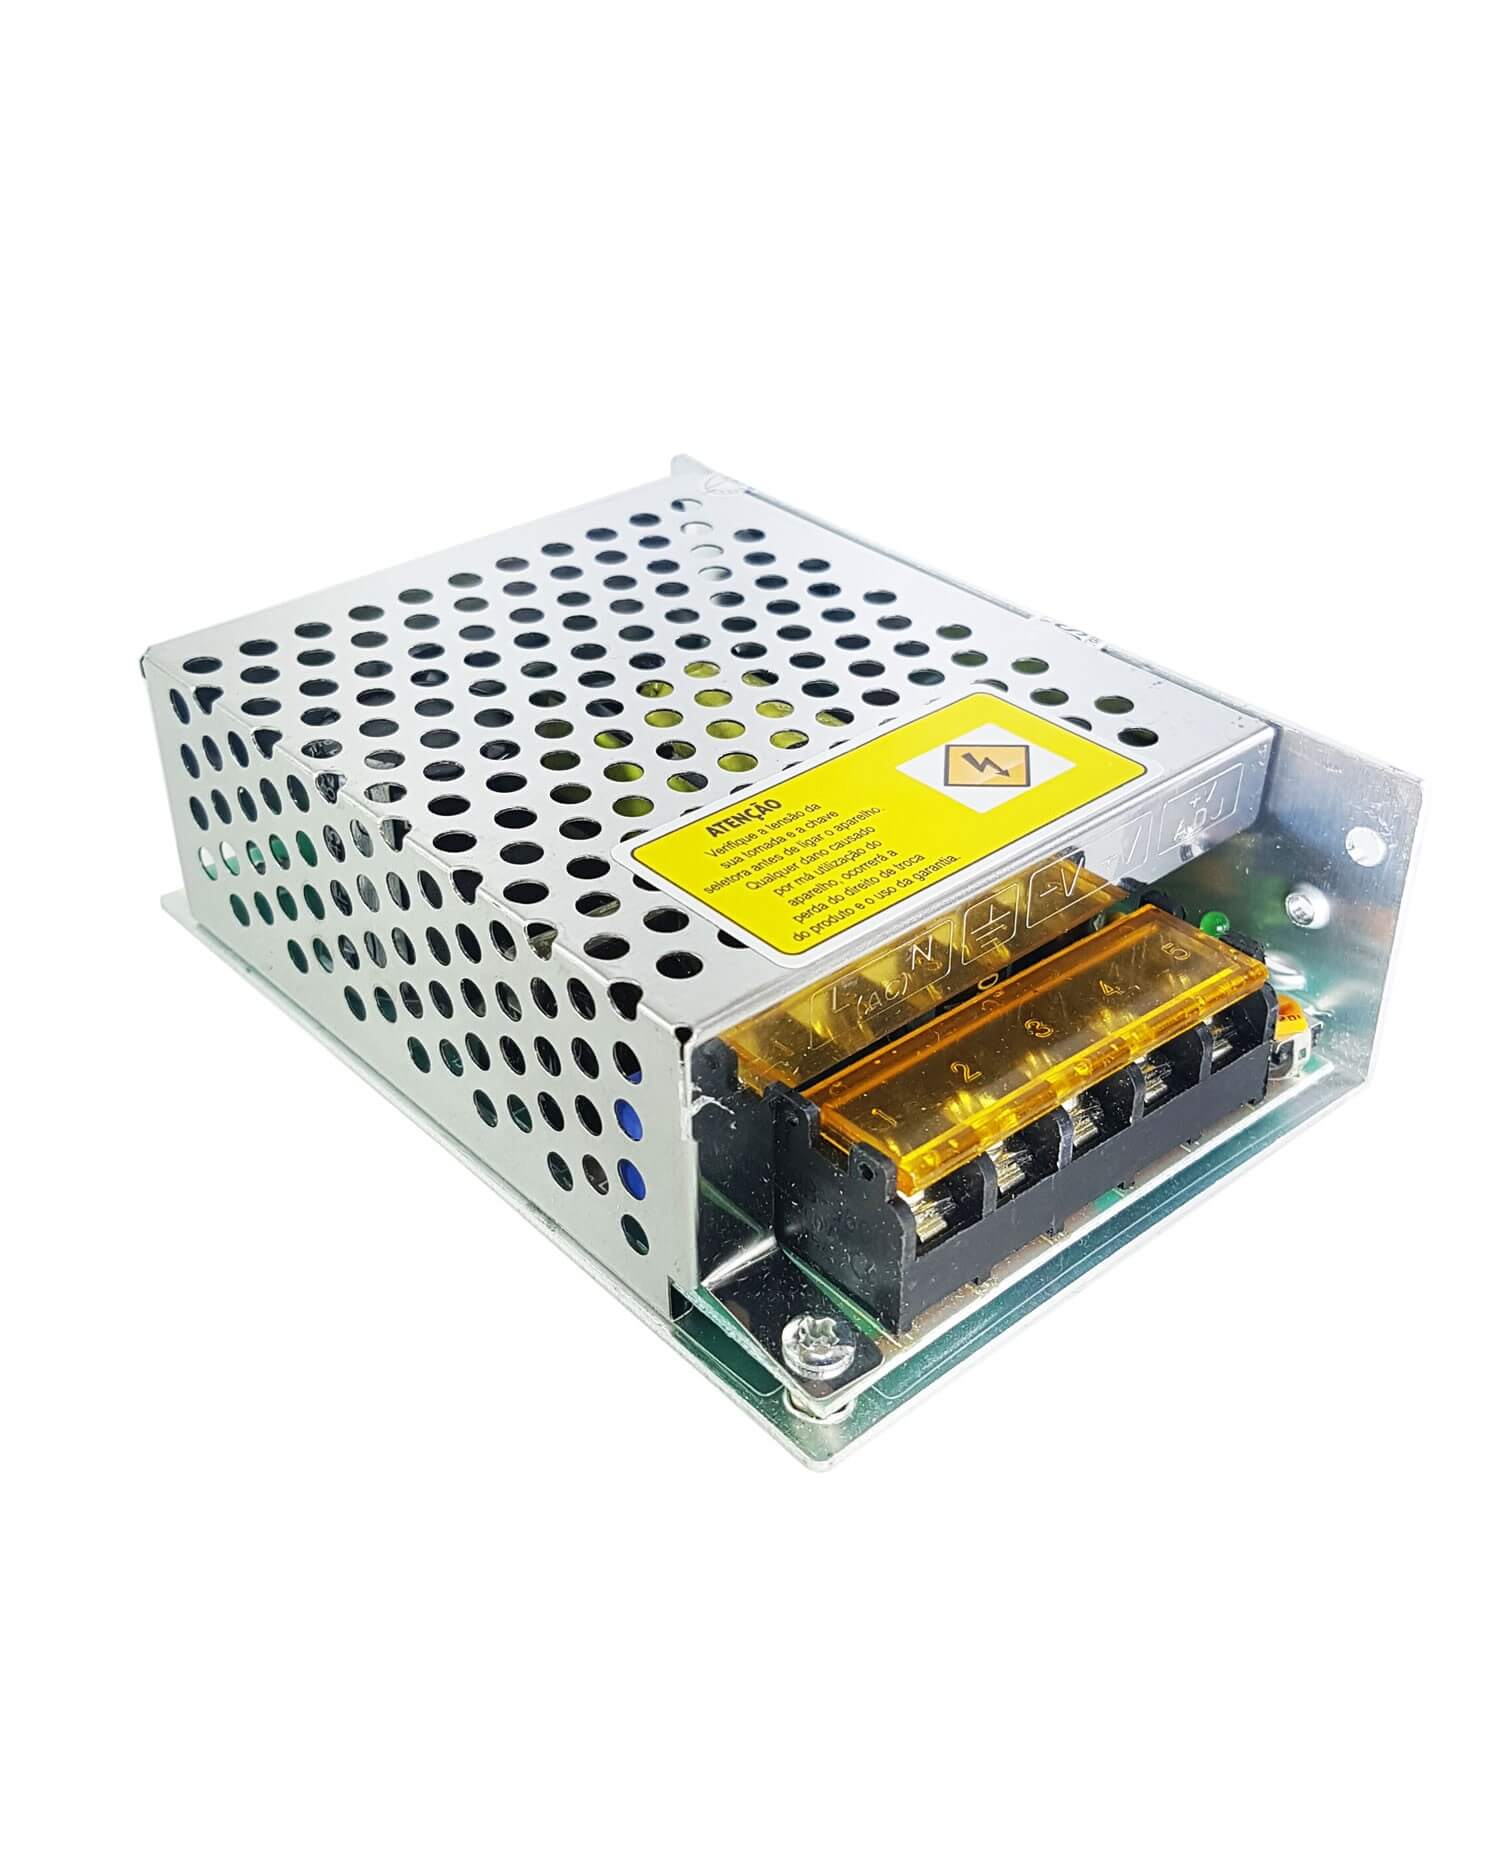 ATENÇÃO
Verifique a tensão da
sua tomada e a chave
seletora antes de ligar o aparelho.
Qualquer dano causado
por má utilização do
aparelho, ocorrerá a
perda do direito de troca
do produto e o uso da garantia.
L N -V +V +V
(AC) ADJ
1 2 3 4 5